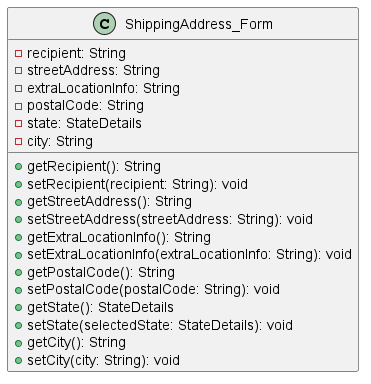 C ShippingAddress_Form
recipient: String
streetAddress: String
extraLocationInfo: String
postalCode: String
state: StateDetails
city: String
getRecipient(): String
setRecipient(recipient: String): void
getStreetAddress(): String
setStreetAddress(streetAddress: String): void
getExtraLocationInfo(): String
setExtraLocationInfo(extraLocationInfo: String): void
getPostalCode(): String
setPostalCode(postalCode: String): void
getState(): StateDetails
setState(selectedState: StateDetails): void
getCity(): String
setCity(city: String): void